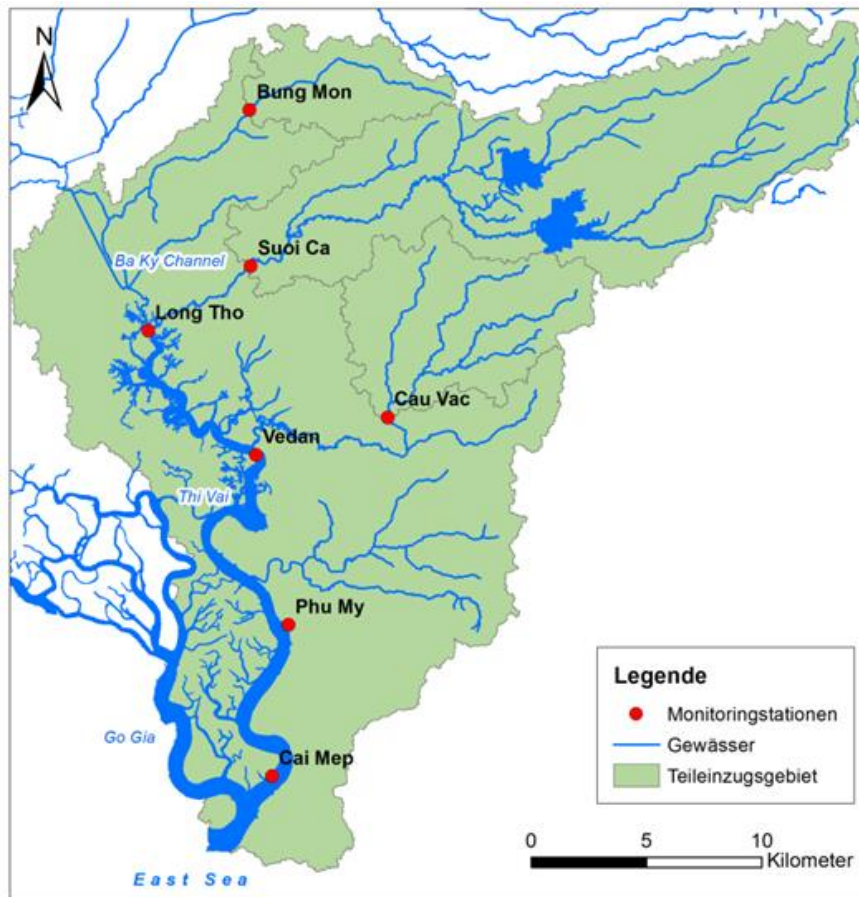 N
Bung Mon
Suoi Ca
Ba Ky Channel
Long Tho
Cau Vac
Vedan
Thi Vai
Phu My
Go Gia
Cai Mep
East Sea
Legende
Monitoringstationen
Gewässer
Teileinzugsgebiet
0 5 10
Kilometer